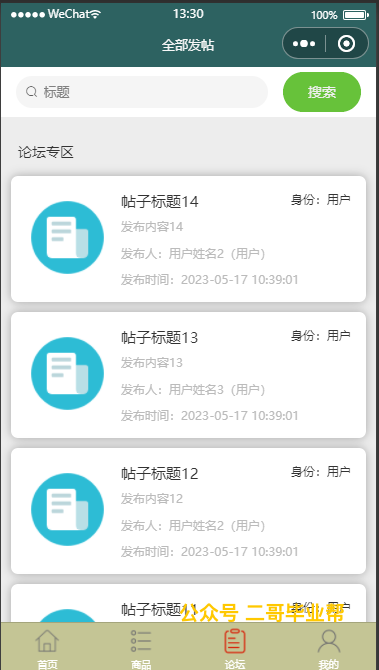 WeChat 13:30 100%
全部发帖
标题 搜索
论坛专区
帖子标题14 身份：用户
发布内容14
发布人：用户姓名2（用户）
发布时间：2023-05-17 10:39:01
帖子标题13 身份：用户
发布内容13
发布人：用户姓名3（用户）
发布时间：2023-05-17 10:39:01
帖子标题12 身份：用户
发布内容12
发布人：用户姓名2（用户）
发布时间：2023-05-17 10:39:01
帖子标题11 身份：用户
公众号 二哥毕业帮
首页 商品 论坛 我的